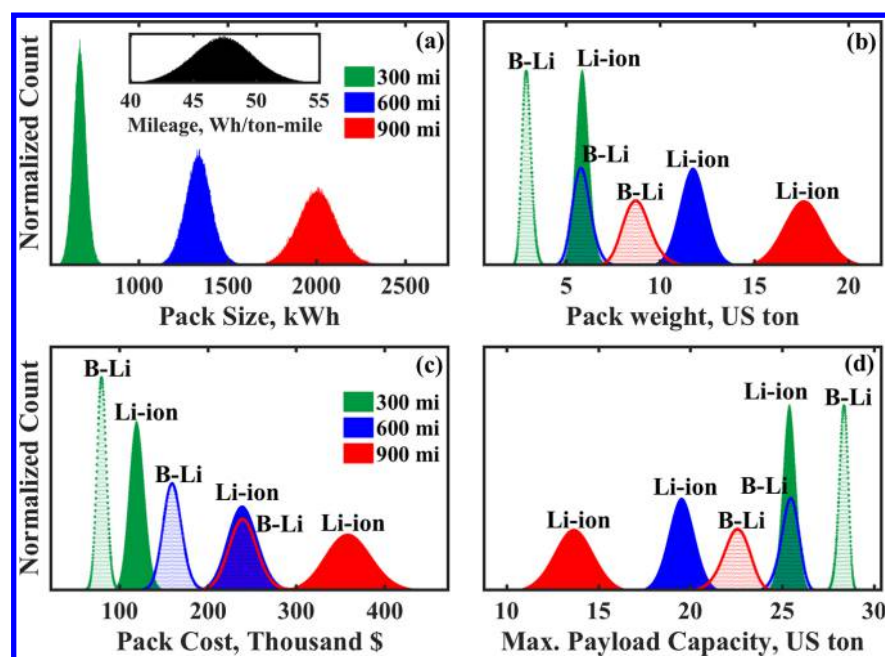 (a)
40 45 50 55
Mileage, Wh/ton-mile
300 mi
600 mi
900 mi
Normalized Count
1000 1500 2000 2500
Pack Size, kWh
(b)
B-Li
Li-ion
B-Li
B-Li
Li-ion
Li-ion
5 10 15 20
Pack weight, US ton
(c)
B-Li
Li-ion
B-Li
Li-ion
B-Li
Li-ion
300 mi
600 mi
900 mi
Normalized Count
100 200 300 400
Pack Cost, Thousand $
(d)
Li-ion
B-Li
Li-ion
Li-ion
B-Li
B-Li
10 15 20 25 30
Max. Payload Capacity, US ton